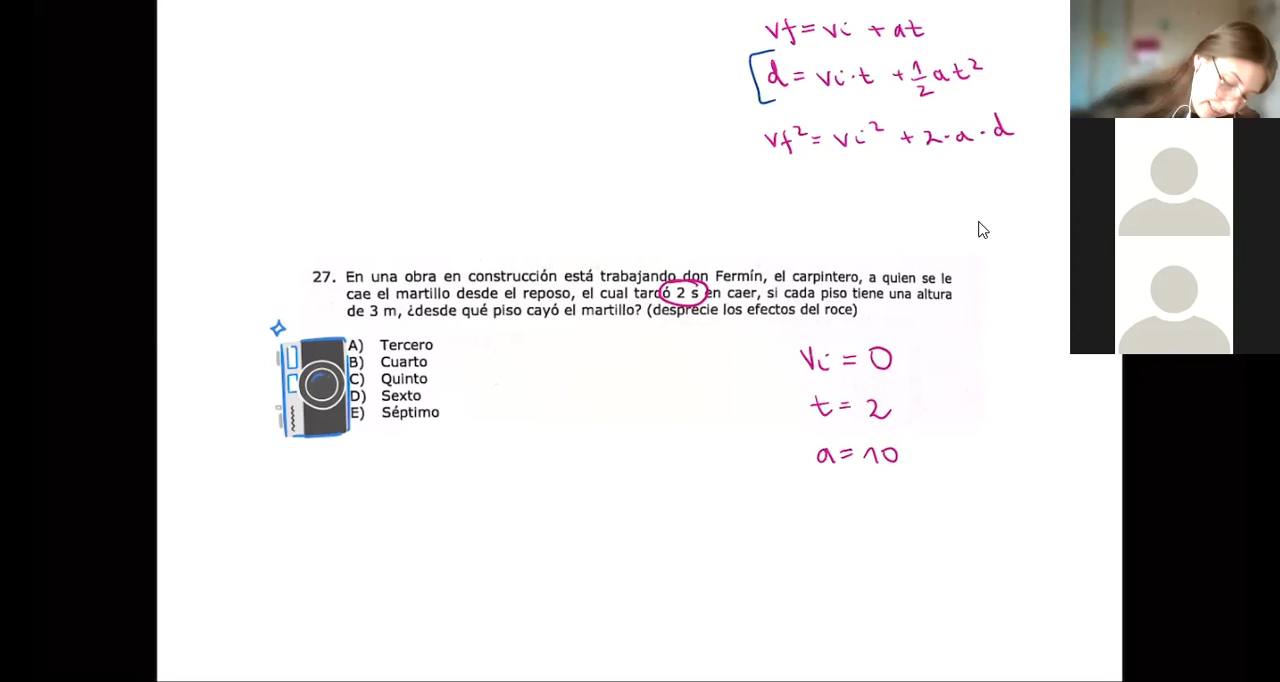 vf = vi + at
d = vi·t + 1/2 at²
vf² = vi² + 2·a·d
27. En una obra en construcción está trabajando don Fermín, el carpintero, a quien se le
cae el martillo desde el reposo, el cual tardó 2 s en caer, si cada piso tiene una altura
de 3 m, ¿desde qué piso cayó el martillo? (desprecie los efectos del roce)
A) Tercero
B) Cuarto
C) Quinto
D) Sexto
E) Séptimo
Vi = 0
t = 2
a = 10